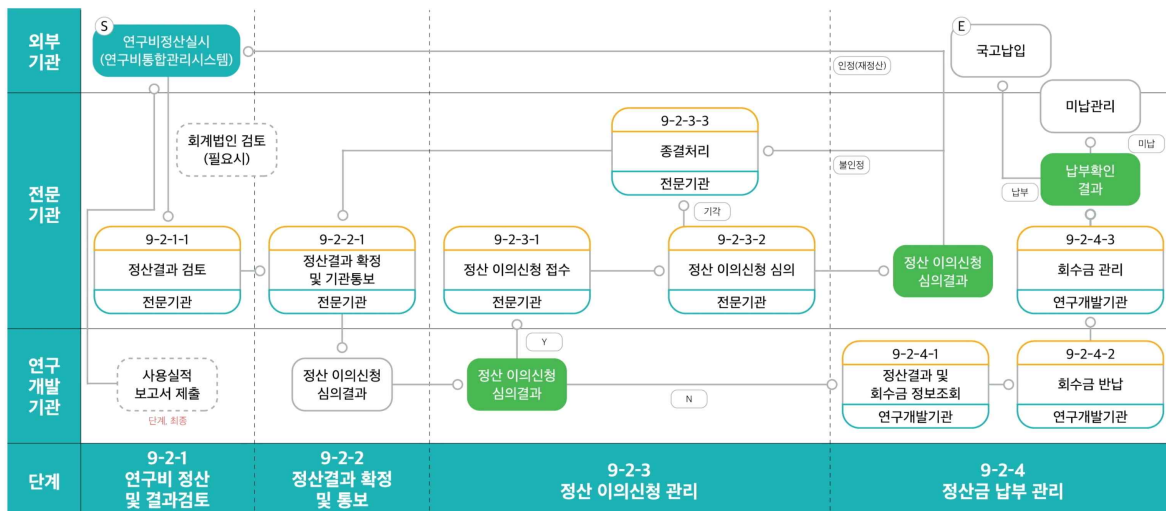 외부
기관
S
연구비정산실시
(연구비통합관리시스템)
인정(재정산)
E
국고납입
전문
기관
회계법인 검토
(필요시)
9-2-3-3
종결처리
전문기관
불인정
미납관리
미납
납부확인
결과
납부
기각
9-2-1-1
정산결과 검토
전문기관
9-2-2-1
정산결과 확정
및 기관통보
전문기관
9-2-3-1
정산 이의신청 접수
전문기관
9-2-3-2
정산 이의신청 심의
전문기관
정산 이의신청
심의결과
9-2-4-3
회수금 관리
연구개발기관
연구
개발
기관
사용실적
보고서 제출
단계, 최종
정산 이의신청
심의결과
Y
정산 이의신청
심의결과
N
9-2-4-1
정산결과 및
회수금 정보조회
연구개발기관
9-2-4-2
회수금 반납
연구개발기관
단계
9-2-1
연구비 정산
및 결과검토
9-2-2
정산결과 확정
및 통보
9-2-3
정산 이의신청 관리
9-2-4
정산금 납부 관리